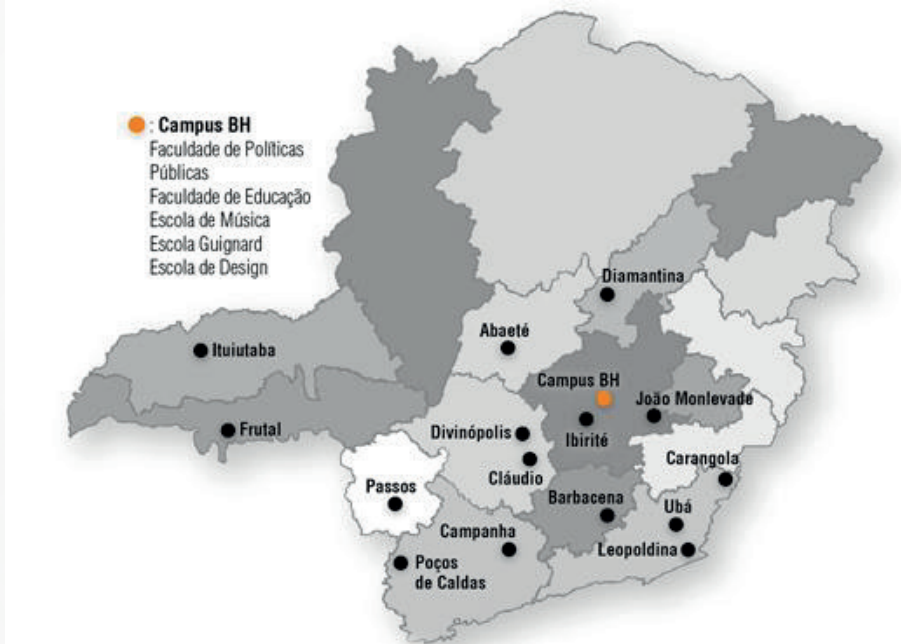 : Campus BH
Faculdade de Políticas
Públicas
Faculdade de Educação
Escola de Música
Escola Guignard
Escola de Design
Diamantina
Abaeté
Ituiutaba
Campus BH
João Monlevade
Frutal
Divinópolis
Ibirité
Cláudio
Carangola
Passos
Barbacena
Ubá
Campanha
Leopoldina
Poços
de Caldas